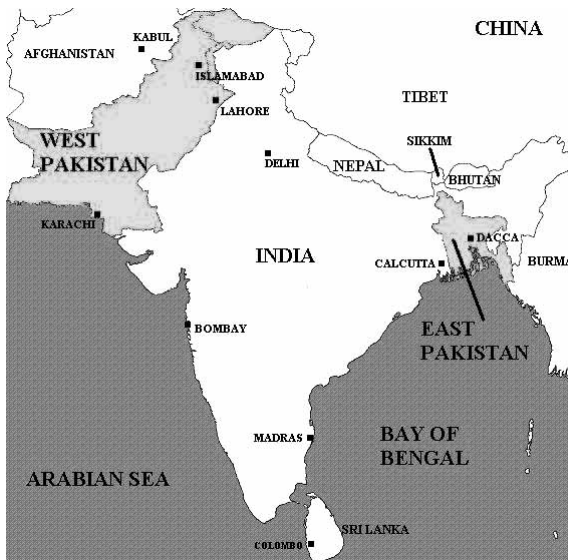 CHINA
KABUL
AFGHANISTAN
ISLAMABAD
LAHORE
TIBET
WEST
PAKISTAN
SIKKIM
DELHI
NEPAL
BHUTAN
KARACHI
DACCA
INDIA
CALCUTTA
BURMA
BOMBAY
EAST
PAKISTAN
MADRAS
BAY OF
BENGAL
ARABIAN SEA
SRI LANKA
COLOMBO